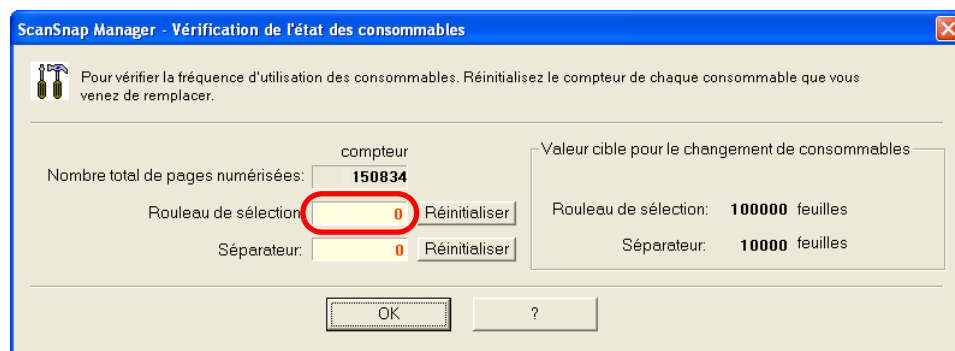 ScanSnap Manager - Vérification de l'état des consommables
Pour vérifier la fréquence d'utilisation des consommables. Réinitialisez le compteur de chaque consommable que vous
venez de remplacer.
compteur
Nombre total de pages numérisées: 150834
Rouleau de sélection 0 Réinitialiser
Séparateur: 0 Réinitialiser
Valeur cible pour le changement de consommables
Rouleau de sélection: 100000 feuilles
Séparateur: 10000 feuilles
OK ?